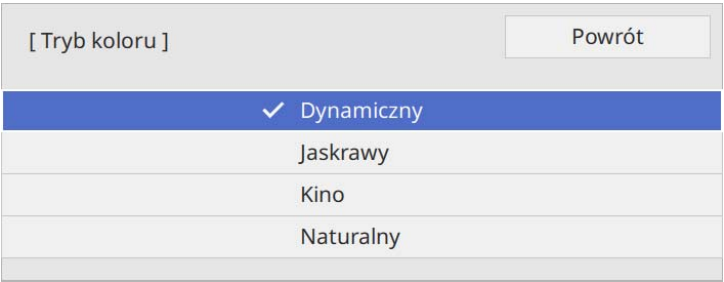 [ Tryb koloru ]
Powrót
Dynamiczny
Jaskrawy
Kino
Naturalny